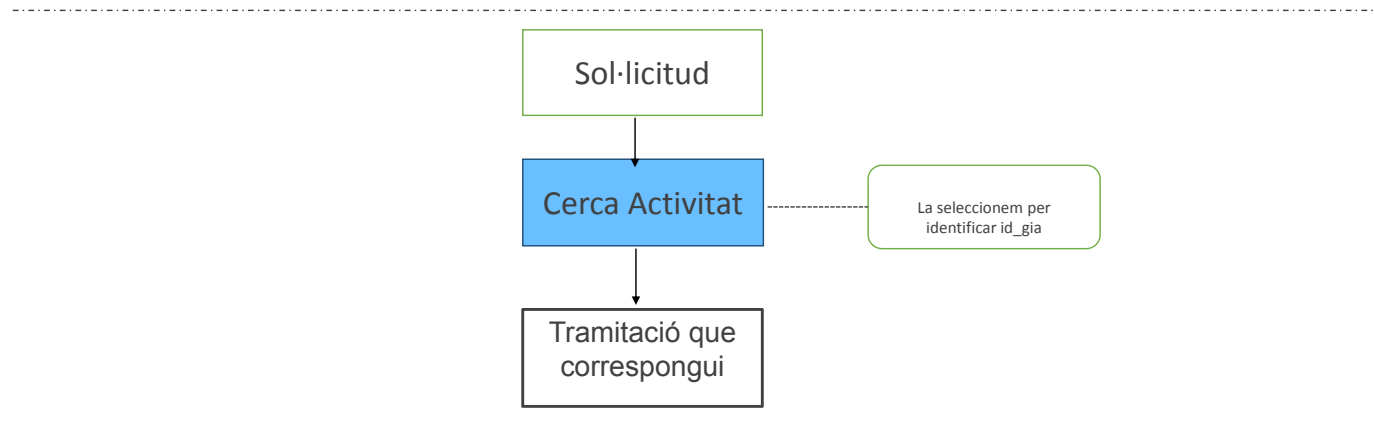 Sol·licitud
Cerca Activitat
La seleccionem per
identificar id_gia
Tramitació que
correspongui